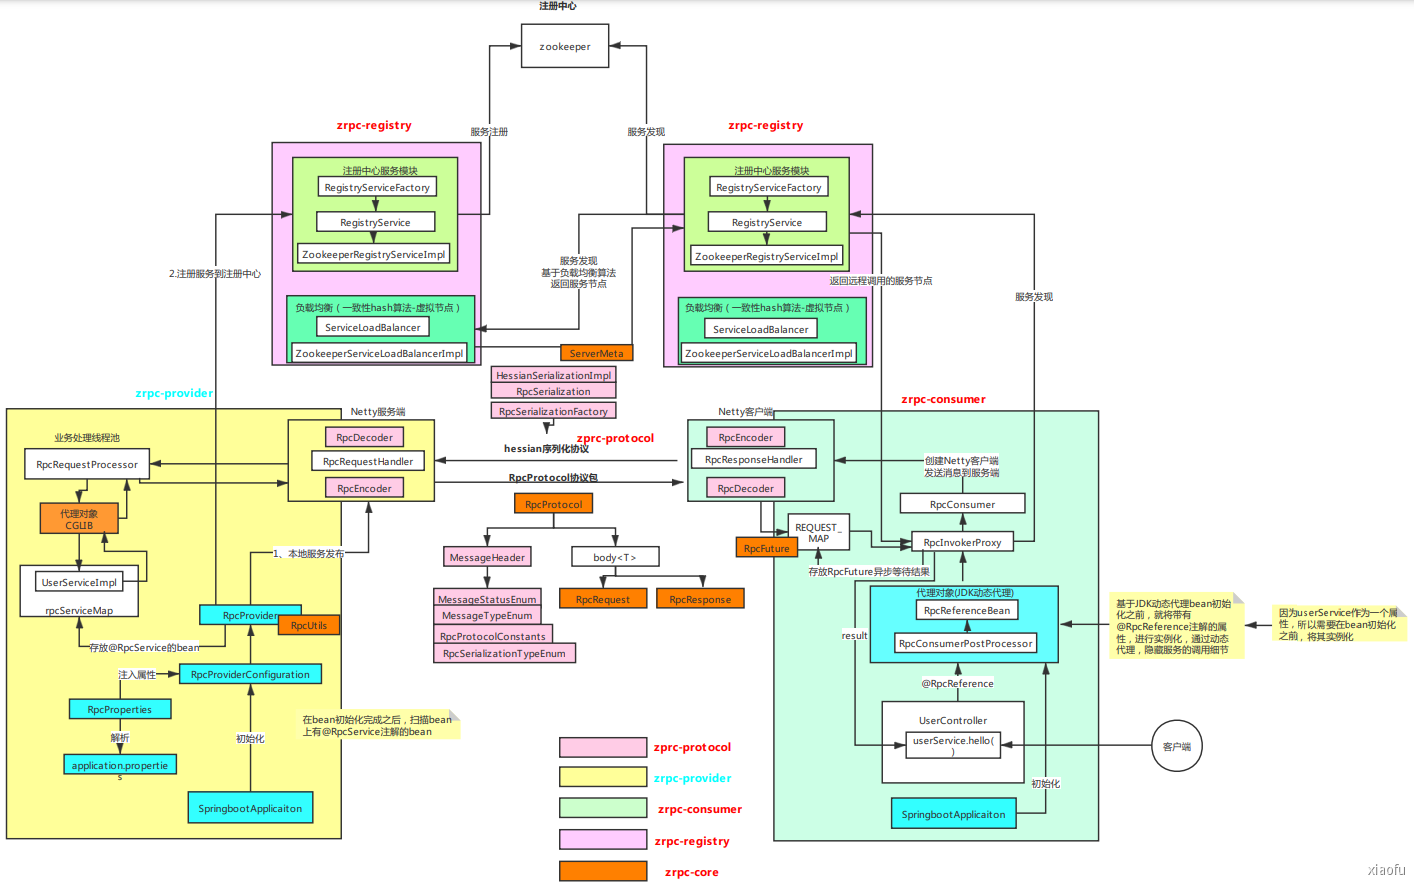 注册中心
zookeeper
zrpc-registry
服务注册
服务发现
zrpc-registry
注册中心服务模块
RegistryServiceFactory
RegistryService
ZookeeperRegistryServiceImpl
负载均衡（一致性hash算法-虚拟节点）
ServiceLoadBalancer
ZookeeperServiceLoadBalancerImpl
注册中心服务模块
RegistryServiceFactory
RegistryService
ZookeeperRegistryServiceImpl
负载均衡（一致性hash算法-虚拟节点）
ServiceLoadBalancer
ZookeeperServiceLoadBalancerImpl
2.注册服务到注册中心
服务发现
基于负载均衡算法
返回服务节点
返回远程调用的服务节点
服务发现
ServerMeta
HessianSerializationImpl
RpcSerialization
RpcSerializationFactory
zprc-protocol
hessian序列化协议
RpcProtocol协议包
RpcProtocol
MessageHeader
body<T>
MessageStatusEnum
MessageTypeEnum
RpcProtocolConstants
RpcSerializationTypeEnum
RpcRequest
RpcResponse
zrpc-provider
业务处理线程池
RpcRequestProcessor
代理对象
CGLIB
UserServiceImpl
rpcServiceMap
Netty服务端
RpcDecoder
RpcRequestHandler
RpcEncoder
1、本地服务发布
RpcProvider
RpcUtils
存放@RpcService的bean
注入属性
RpcProviderConfiguration
RpcProperties
解析
application.propertie
s
初始化
SpringbootApplicaiton
在bean初始化完成之后，扫描bean
上有@RpcService注解的bean
zrpc-consumer
Netty客户端
RpcEncoder
RpcResponseHandler
RpcDecoder
创建Netty客户端
发送消息到服务端
RpcConsumer
REQUEST_
MAP
RpcFuture
RpcInvokerProxy
存放RpcFuture异步等待结果
代理对象(JDK动态代理)
RpcReferenceBean
RpcConsumerPostProcessor
result
@RpcReference
UserController
userService.hello(
)
初始化
SpringbootApplicaiton
客户端
基于JDK动态代理bean初始
化之前，就将带有
@RpcReference注解的属
性，进行实例化，通过动态
代理，隐藏服务的调用细节
因为userService作为一个属
性，所以需要在bean初始化
之前，将其实例化
zprc-protocol
zrpc-provider
zrpc-consumer
zrpc-registry
zrpc-core
xiaofu